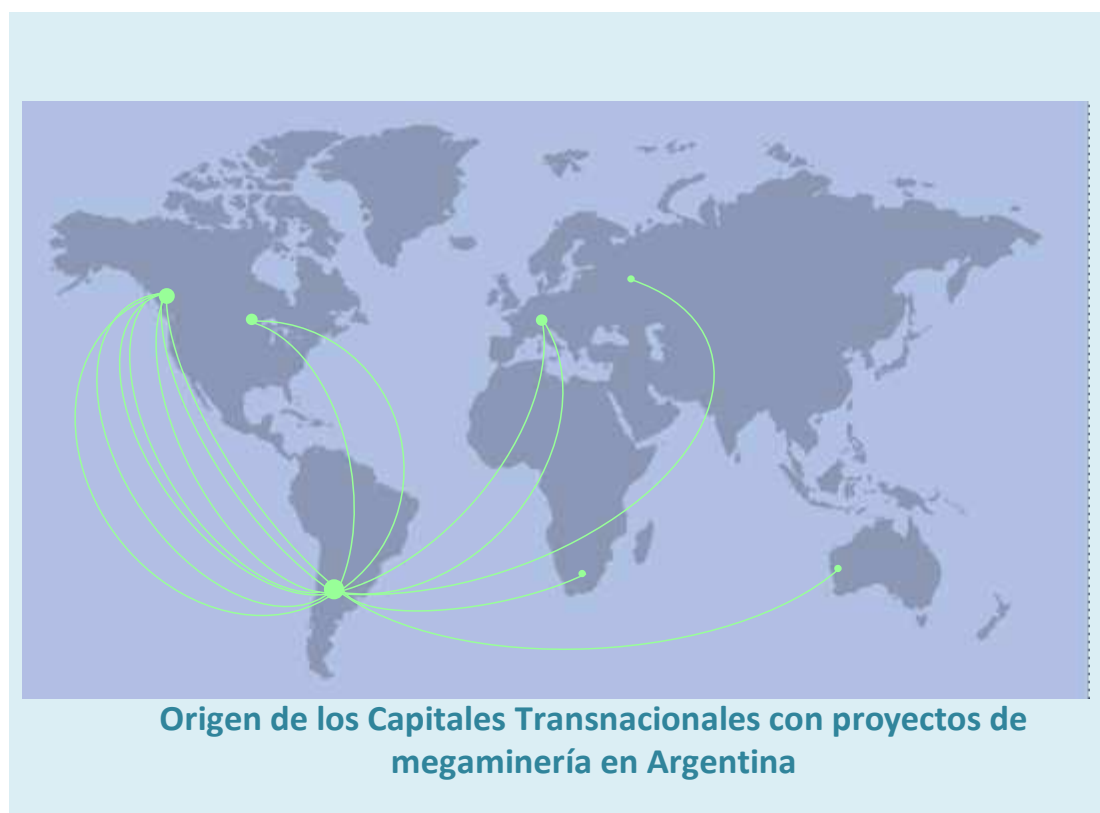 Origen de los Capitales Transnacionales con proyectos de
megaminería en Argentina